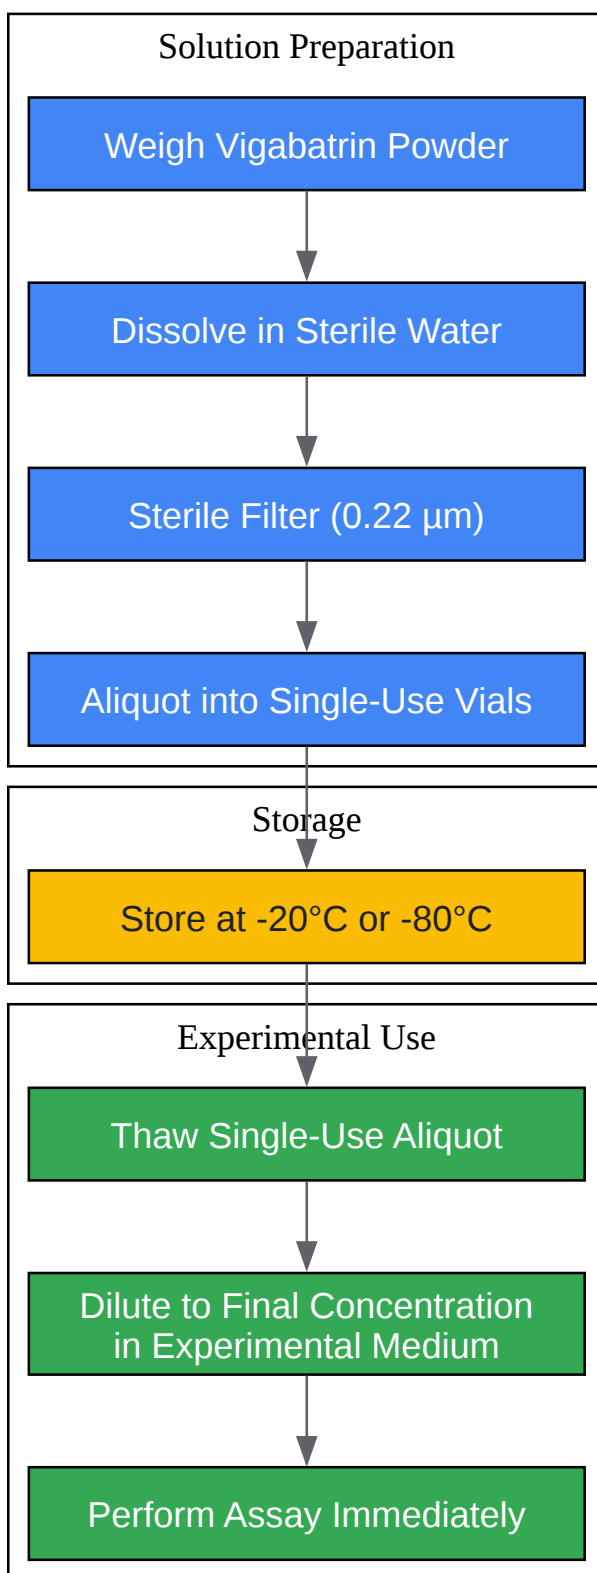 Solution Preparation
Weigh Vigabatrin Powder
Dissolve in Sterile Water
Sterile Filter (0.22 µm)
Aliquot into Single-Use Vials
Storage
Store at -20°C or -80°C
Experimental Use
Thaw Single-Use Aliquot
Dilute to Final Concentration
in Experimental Medium
Perform Assay Immediately